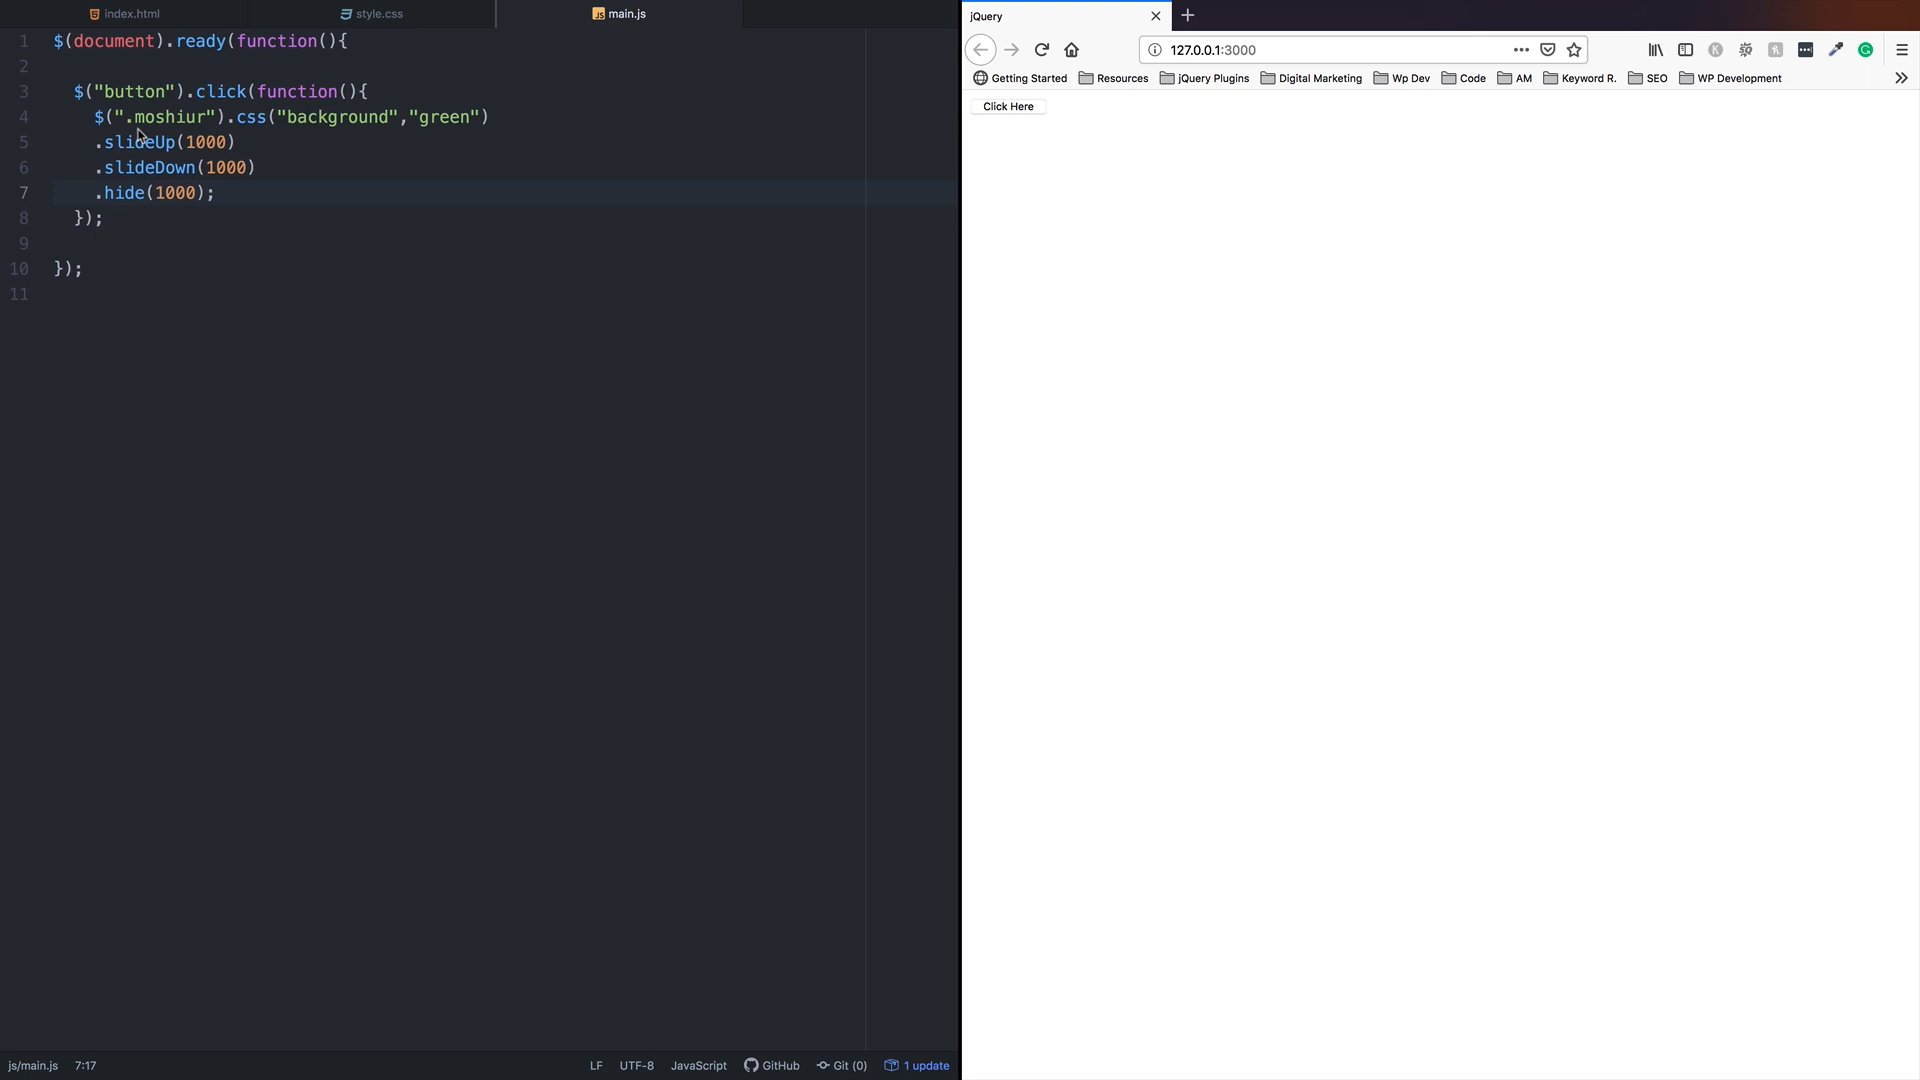 index.html
style.css
main.js
1 $(document).ready(function(){
2
3 $("button").click(function(){
4 $(".moshiur").css("background","green")
5 .slideUp(1000)
6 .slideDown(1000)
7 .hide(1000);
8 });
9
10 });
11
js/main.js 7:17 LF UTF-8 JavaScript GitHub Git (0) 1 update
jQuery
127.0.0.1:3000
Getting Started Resources jQuery Plugins Digital Marketing Wp Dev Code AM Keyword R. SEO WP Development
Click Here